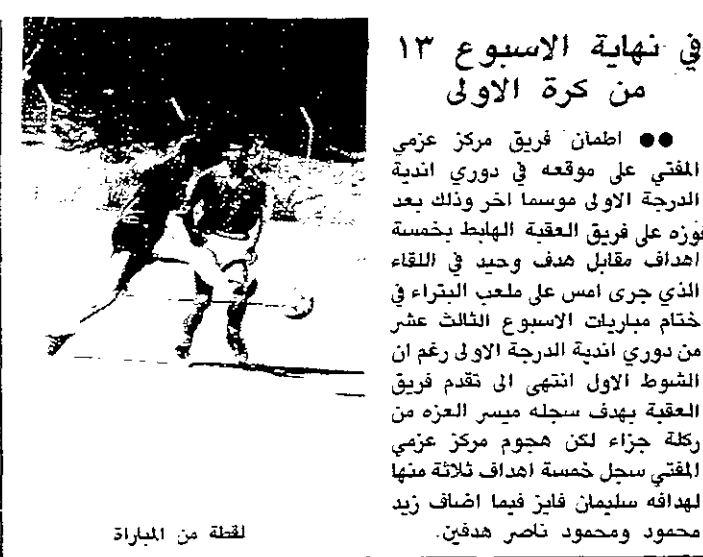 في نهاية الاسبوع ١٣
من كرة الاولى
●● اطمان فريق مركز عزمي
المفتي على موقعه في دوري اندية
الدرجة الاولى موسما اخر وذلك بعد
فوزه على فريق العقبة الهابط بخمسة
اهداف مقابل هدف وحيد في اللقاء
الذي جرى امس على ملعب البتراء في
ختام مباريات الاسبوع الثالث عشر
من دوري اندية الدرجة الاولى رغم ان
الشوط الاول انتهى الى تقدم فريق
العقبة بهدف سجله ميسر العزه من
ركلة جزاء لكن هجوم مركز عزمي
المفتي سجل خمسة اهداف ثلاثة منها
لهدافه سليمان فايز فيما اضاف زيد
محمود ومحمود ناصر هدفين.
لقطة من المباراة